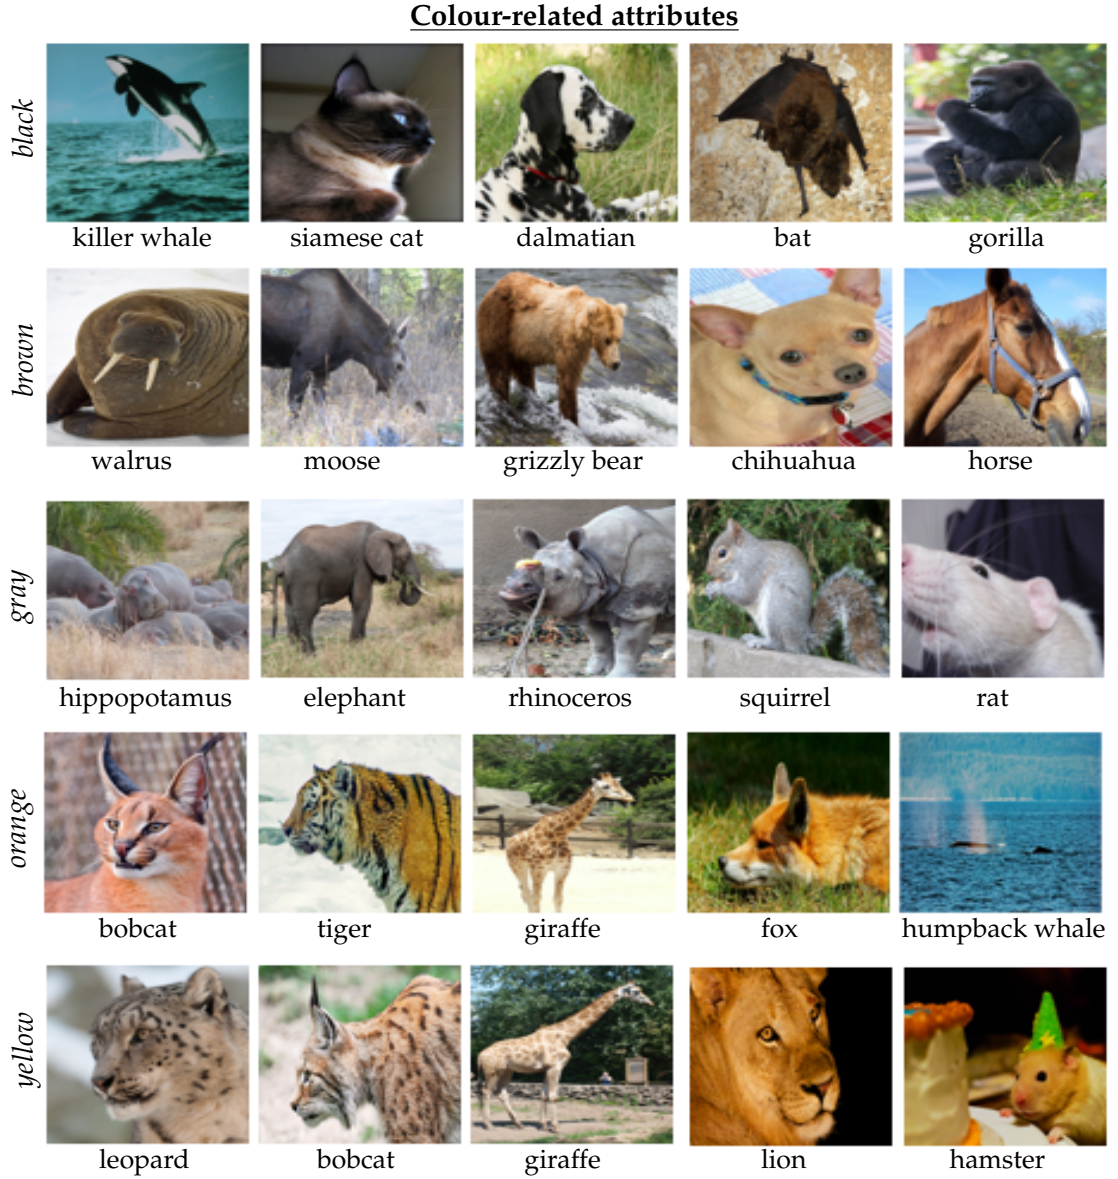 Colour-related attributes
black
killer whale siamese cat dalmatian bat gorilla
brown
walrus moose grizzly bear chihuahua horse
gray
hippopotamus elephant rhinoceros squirrel rat
orange
bobcat tiger giraffe fox humpback whale
yellow
leopard bobcat giraffe lion hamster